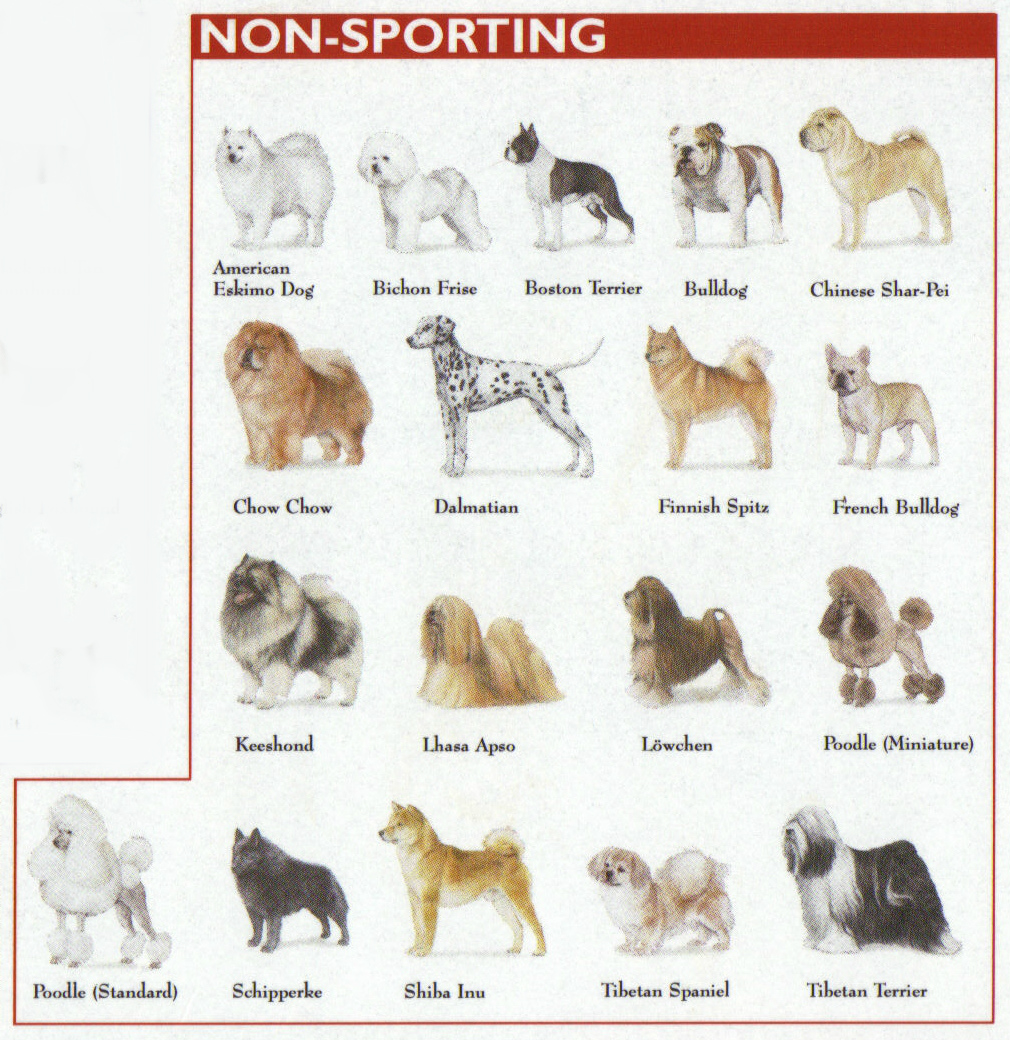 NON-SPORTING
American
Eskimo Dog
Bichon Frise
Boston Terrier
Bulldog
Chinese Shar-Pei
Chow Chow
Dalmatian
Finnish Spitz
French Bulldog
Keeshond
Lhasa Apso
Löwchen
Poodle (Miniature)
Poodle (Standard)
Schipperke
Shiba Inu
Tibetan Spaniel
Tibetan Terrier